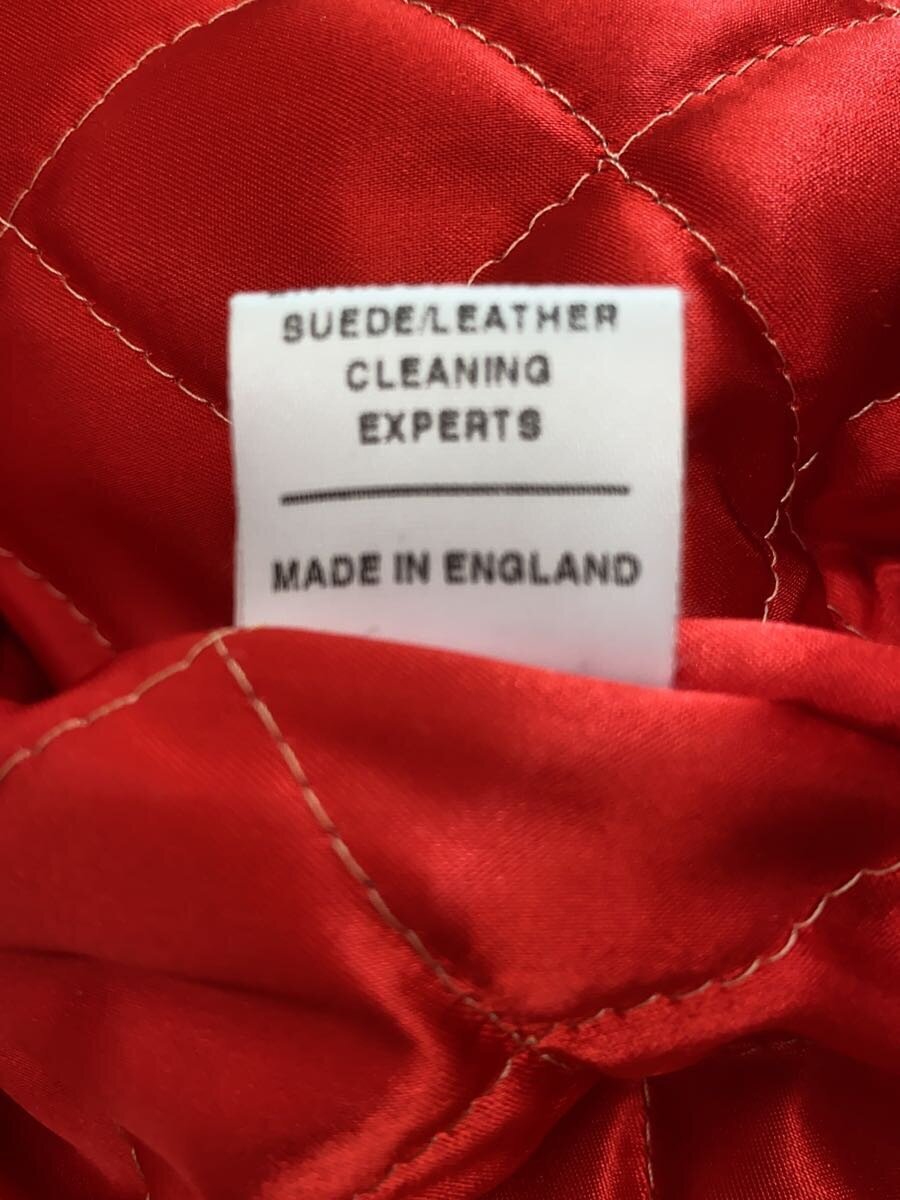 SUEDE/LEATHER
CLEANING
EXPERTS
MADE IN ENGLAND